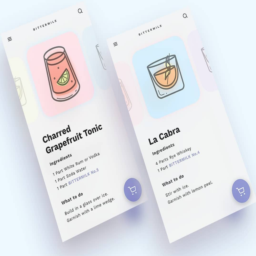 BITTERMILK
Charred
Grapefruit Tonic
Ingredients
1 Part White Rum or Vodka
1 Part Soda Water
1 Part BITTERMILK No.5
What to do
Build in a glass over ice.
Garnish with a lime wedge.
BITTERMILK
La Cabra
Ingredients
4 Parts Rye Whiskey
1 Part BITTERMILK No.5
What to do
Stir with ice.
Garnish with lemon peel.